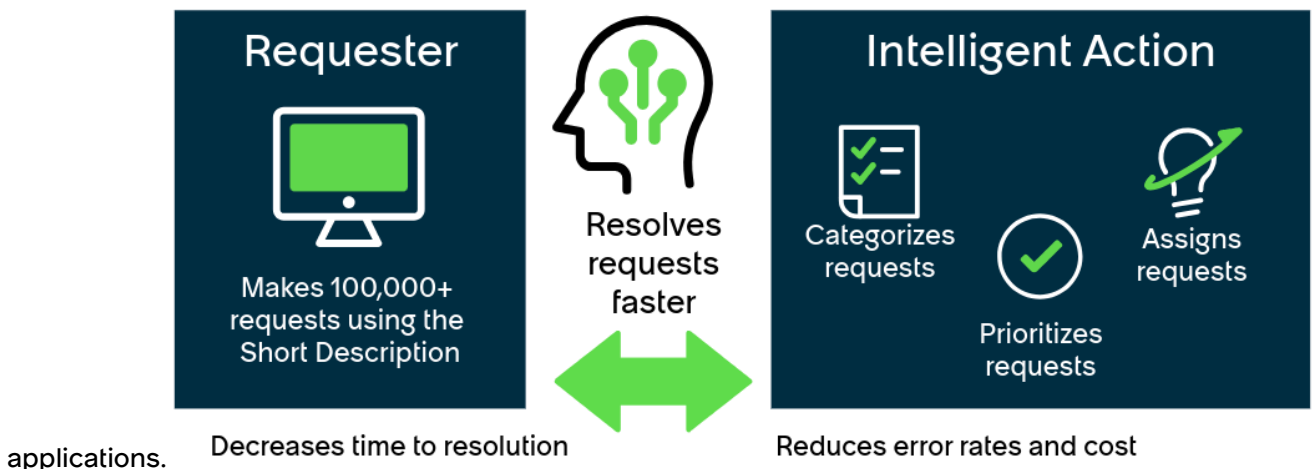 Requester
Makes 100,000+
requests using the
Short Description
Resolves
requests
faster
Intelligent Action
Categorizes
requests
Prioritizes
requests
Assigns
requests
applications.
Decreases time to resolution
Reduces error rates and cost